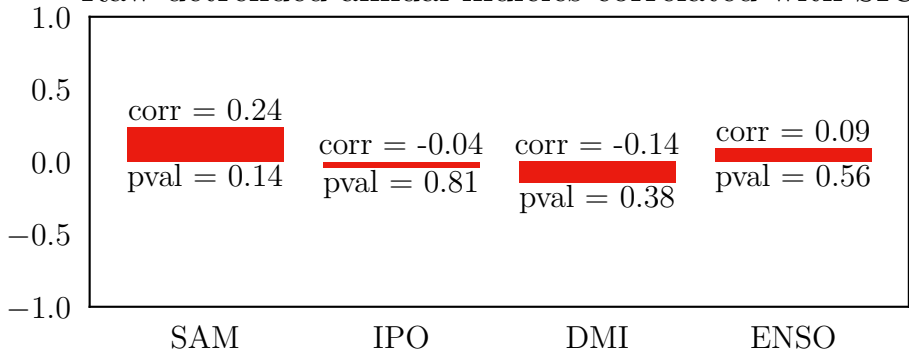 1.0
0.5
0.0
−0.5
−1.0
corr = 0.24
pval = 0.14
corr = -0.04
pval = 0.81
corr = -0.14
pval = 0.38
corr = 0.09
pval = 0.56
SAM
IPO
DMI
ENSO